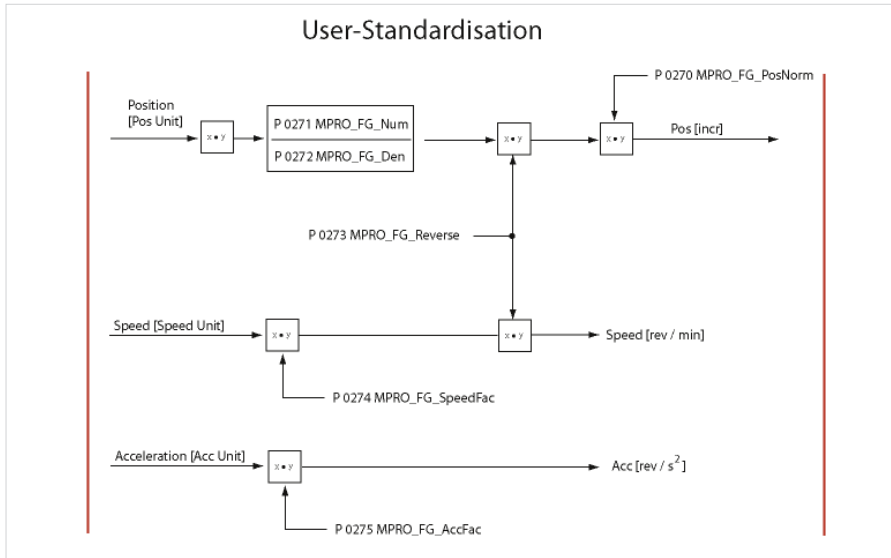 User-Standardisation
P 0270 MPRO_FG_PosNorm
Position
[Pos Unit]
x • y
P 0271 MPRO_FG_Num
P 0272 MPRO_FG_Den
x • y
x • y
Pos [incr]
P 0273 MPRO_FG_Reverse
Speed [Speed Unit]
x • y
x • y
Speed [rev / min]
P 0274 MPRO_FG_SpeedFac
Acceleration [Acc Unit]
x • y
Acc [rev / s²]
P 0275 MPRO_FG_AccFac